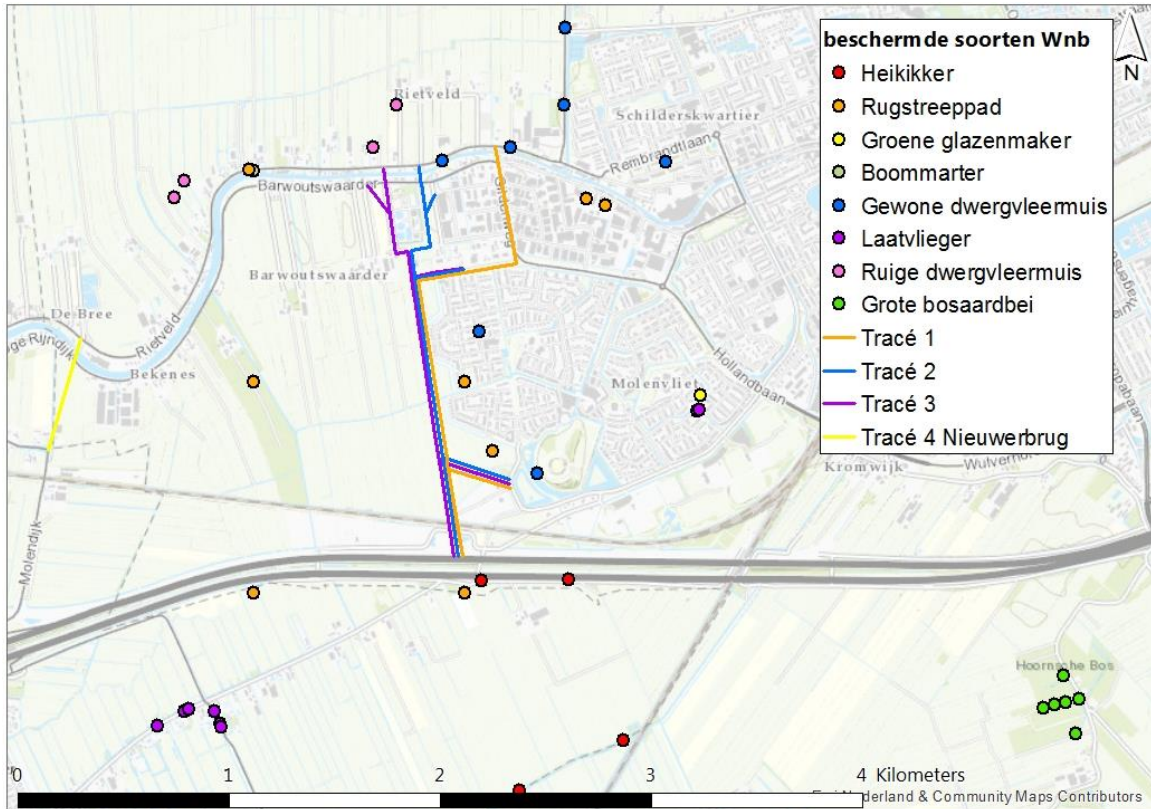 beschermde soorten Wnb
Heikikker
Rugstreeppad
Groene glazenmaker
Boommarter
Gewone dwergvleermuis
Laatvlieger
Ruige dwergvleermuis
Grote bosaardbei
Tracé 1
Tracé 2
Tracé 3
Tracé 4 Nieuwerbrug
N
Rietveld
Schilderskwartier
Rembrandtlaan
Barwoutswaarder
Barwoutswaarder
De Bree
Rietveld
Bekenes
Molenvliet
Hollandbaan
Kromwijk
Molendijk
Hoornsche Bos
0 1 2 3 4 Kilometers
Nederland & Community Maps Contributors